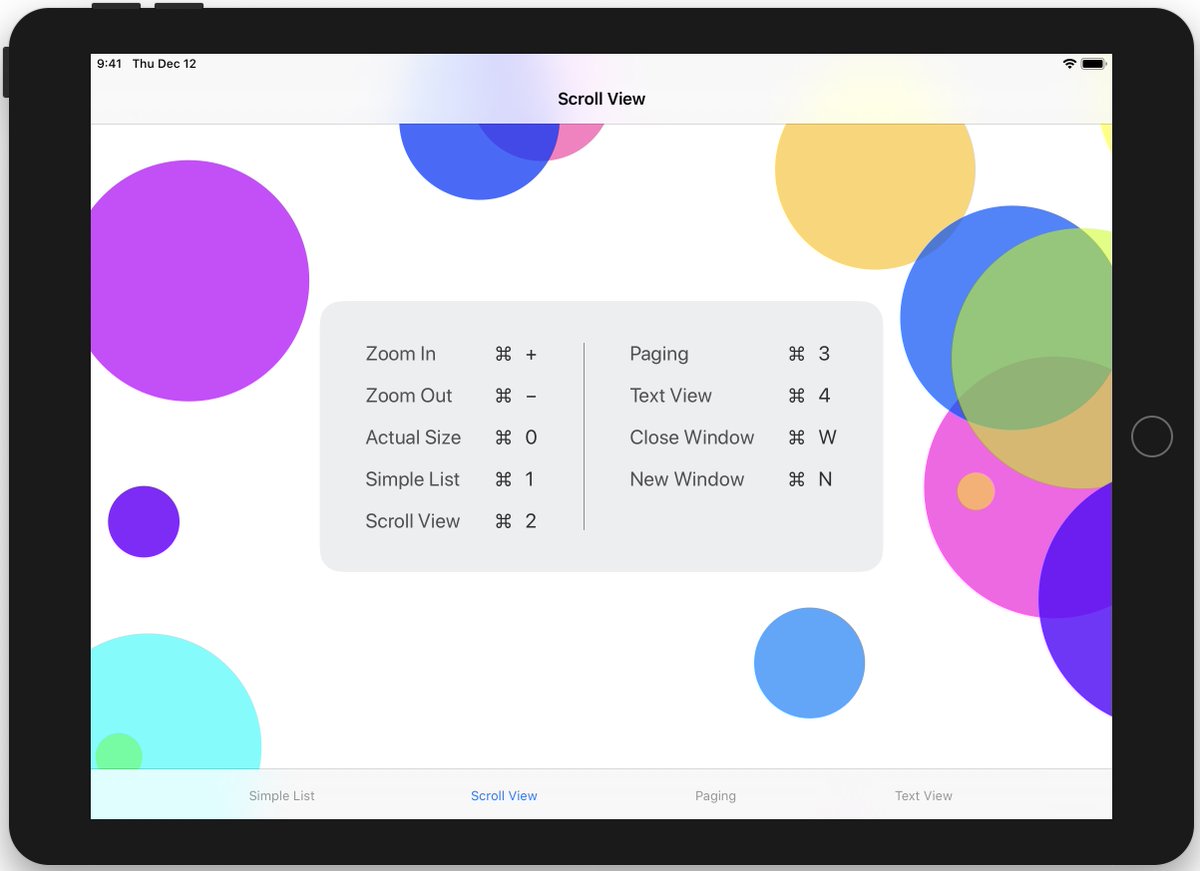 9:41 Thu Dec 12
Scroll View
Zoom In ⌘ +
Zoom Out ⌘ –
Actual Size ⌘ 0
Simple List ⌘ 1
Scroll View ⌘ 2
Paging ⌘ 3
Text View ⌘ 4
Close Window ⌘ W
New Window ⌘ N
Simple List Scroll View Paging Text View